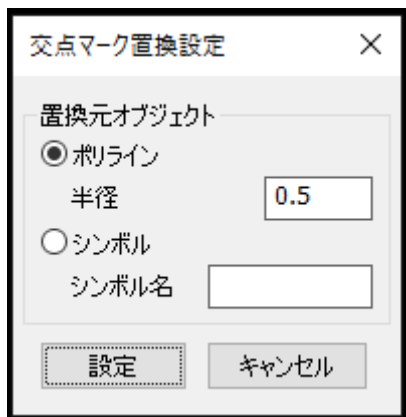 交点マーク置換設定
置換元オブジェクト
ポリライン
半径 0.5
シンボル
シンボル名
設定 キャンセル